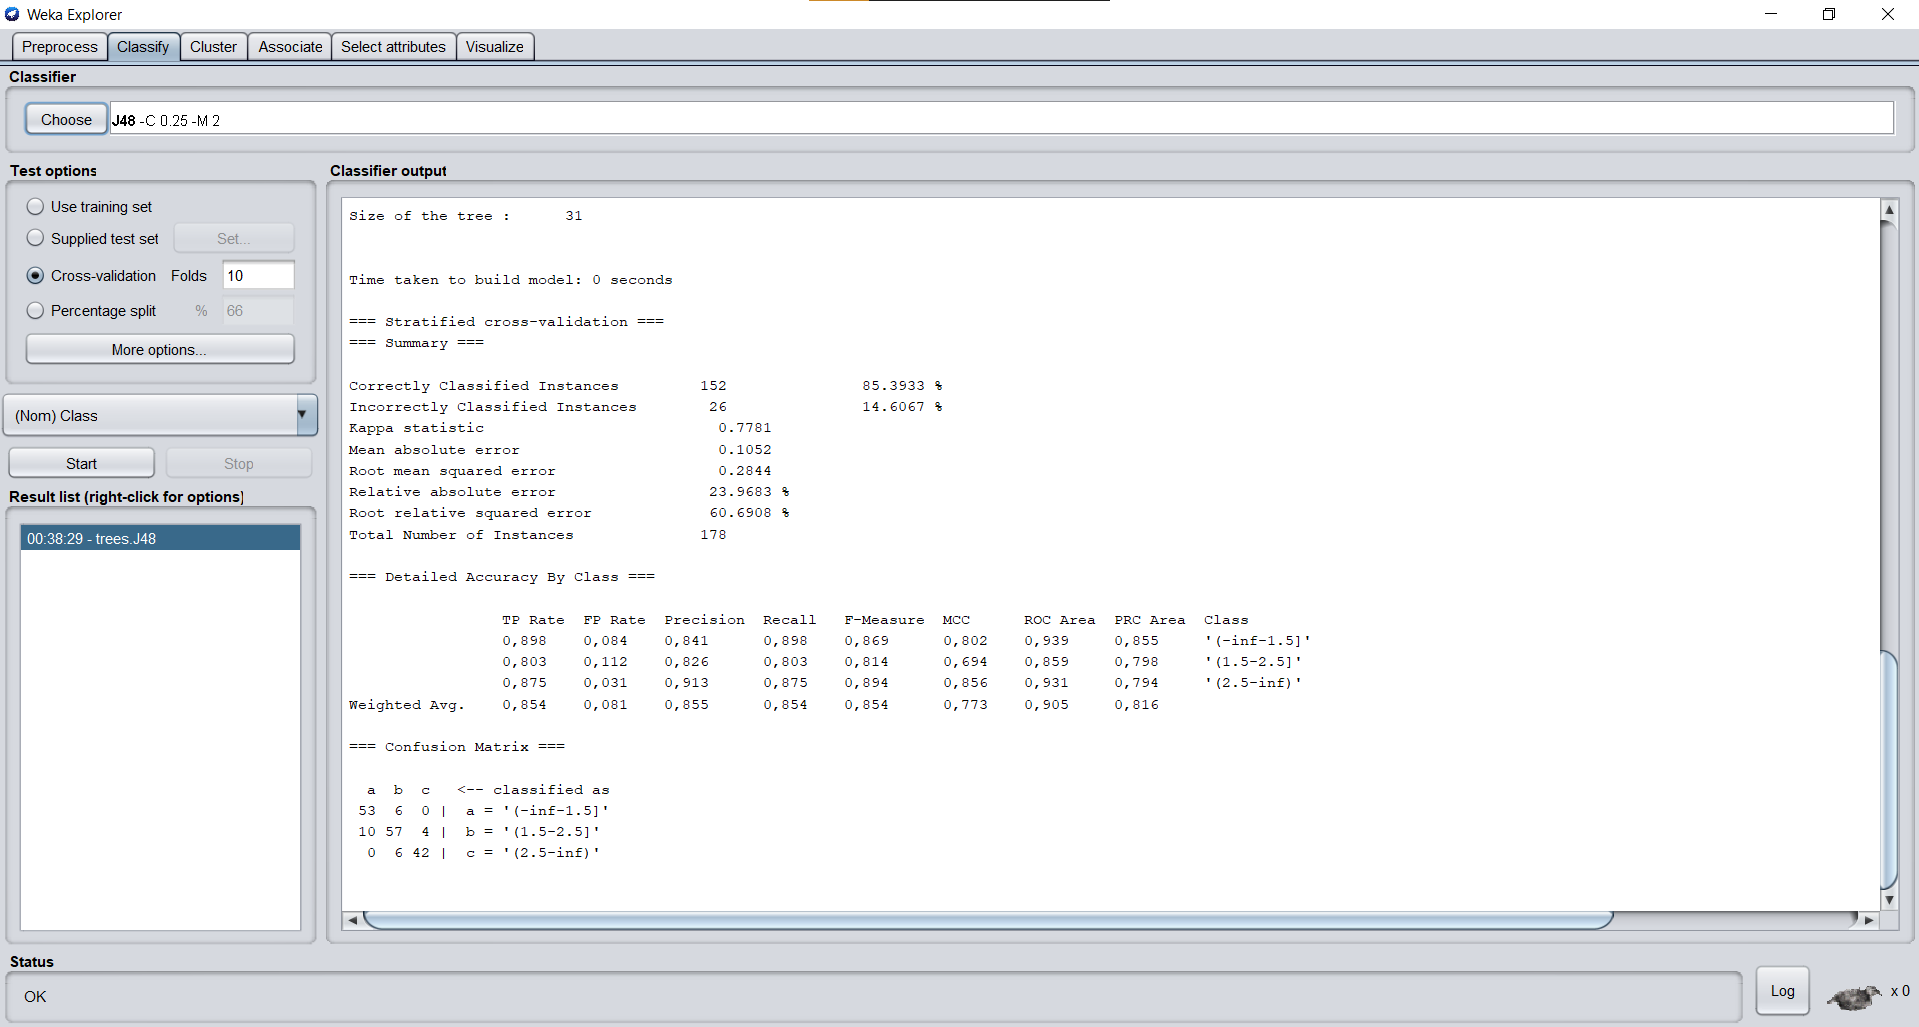 Weka Explorer
Preprocess Classify Cluster Associate Select attributes Visualize
Classifier
Choose J48 -C 0.25 -M 2
Test options
Use training set
Supplied test set Set...
Cross-validation Folds 10
Percentage split % 66
More options...
(Nom) Class
Start Stop
Result list (right-click for options)
00:38:29 - trees.J48
Classifier output
Size of the tree : 31
Time taken to build model: 0 seconds
=== Stratified cross-validation ===
=== Summary ===
Correctly Classified Instances 152 85.3933 %
Incorrectly Classified Instances 26 14.6067 %
Kappa statistic 0.7781
Mean absolute error 0.1052
Root mean squared error 0.2844
Relative absolute error 23.9683 %
Root relative squared error 60.6908 %
Total Number of Instances 178
=== Detailed Accuracy By Class ===
TP Rate FP Rate Precision Recall F-Measure MCC ROC Area PRC Area Class
0,898 0,084 0,841 0,898 0,869 0,802 0,939 0,855 '(-inf-1.5]'
0,803 0,112 0,826 0,803 0,814 0,694 0,859 0,798 '(1.5-2.5]'
0,875 0,031 0,913 0,875 0,894 0,856 0,931 0,794 '(2.5-inf)'
Weighted Avg. 0,854 0,081 0,855 0,854 0,854 0,773 0,905 0,816
=== Confusion Matrix ===
a b c <-- classified as
53 6 0 | a = '(-inf-1.5]'
10 57 4 | b = '(1.5-2.5]'
0 6 42 | c = '(2.5-inf)'
Status
OK
Log x 0